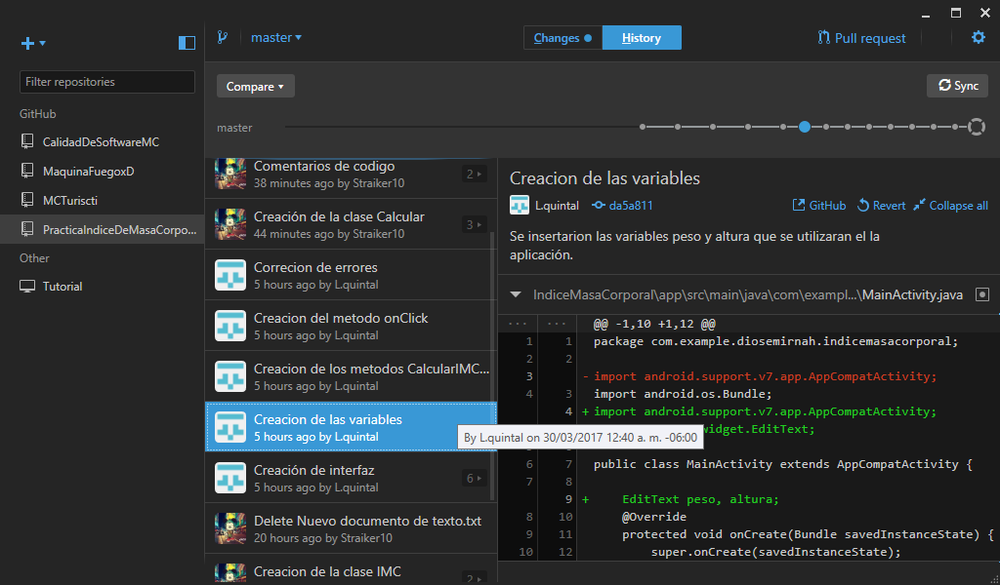 master
Changes
History
Pull request
Filter repositories
GitHub
CalidadDeSoftwareMC
MaquinaFuegoxD
MCTuriscti
PracticaIndiceDeMasaCorpo...
Other
Tutorial
Compare
Sync
master
Comentarios de codigo
38 minutes ago by Straiker10
2
Creación de la clase Calcular
44 minutes ago by Straiker10
3
Correcion de errores
5 hours ago by L.quintal
Creacion del metodo onClick
5 hours ago by L.quintal
Creacion de los metodos CalcularIMC...
5 hours ago by L.quintal
Creacion de las variables
5 hours ago by L.quintal
Creación de interfaz
5 hours ago by L.quintal
6
Delete Nuevo documento de texto.txt
20 hours ago by Straiker10
Creacion de la clase IMC
2
Creacion de las variables
L.quintal
da5a811
GitHub
Revert
Collapse all
Se insertarion las variables peso y altura que se utilizaran el la
aplicación.
IndiceMasaCorporal\app\src\main\java\com\exampl...\MainActivity.java
... ... @@ -1,10 +1,12 @@
1 1 package com.example.diosemirnah.indicemasacorporal;
2 2
3 - import android.support.v7.app.AppCompatActivity;
4 3 import android.os.Bundle;
4 + import android.support.v7.app.AppCompatActivity;
widget.EditText;
By L.quintal on 30/03/2017 12:40 a. m. -06:00
6 7 public class MainActivity extends AppCompatActivity {
7 8
9 + EditText peso, altura;
8 10 @Override
9 11 protected void onCreate(Bundle savedInstanceState) {
10 12 super.onCreate(savedInstanceState);